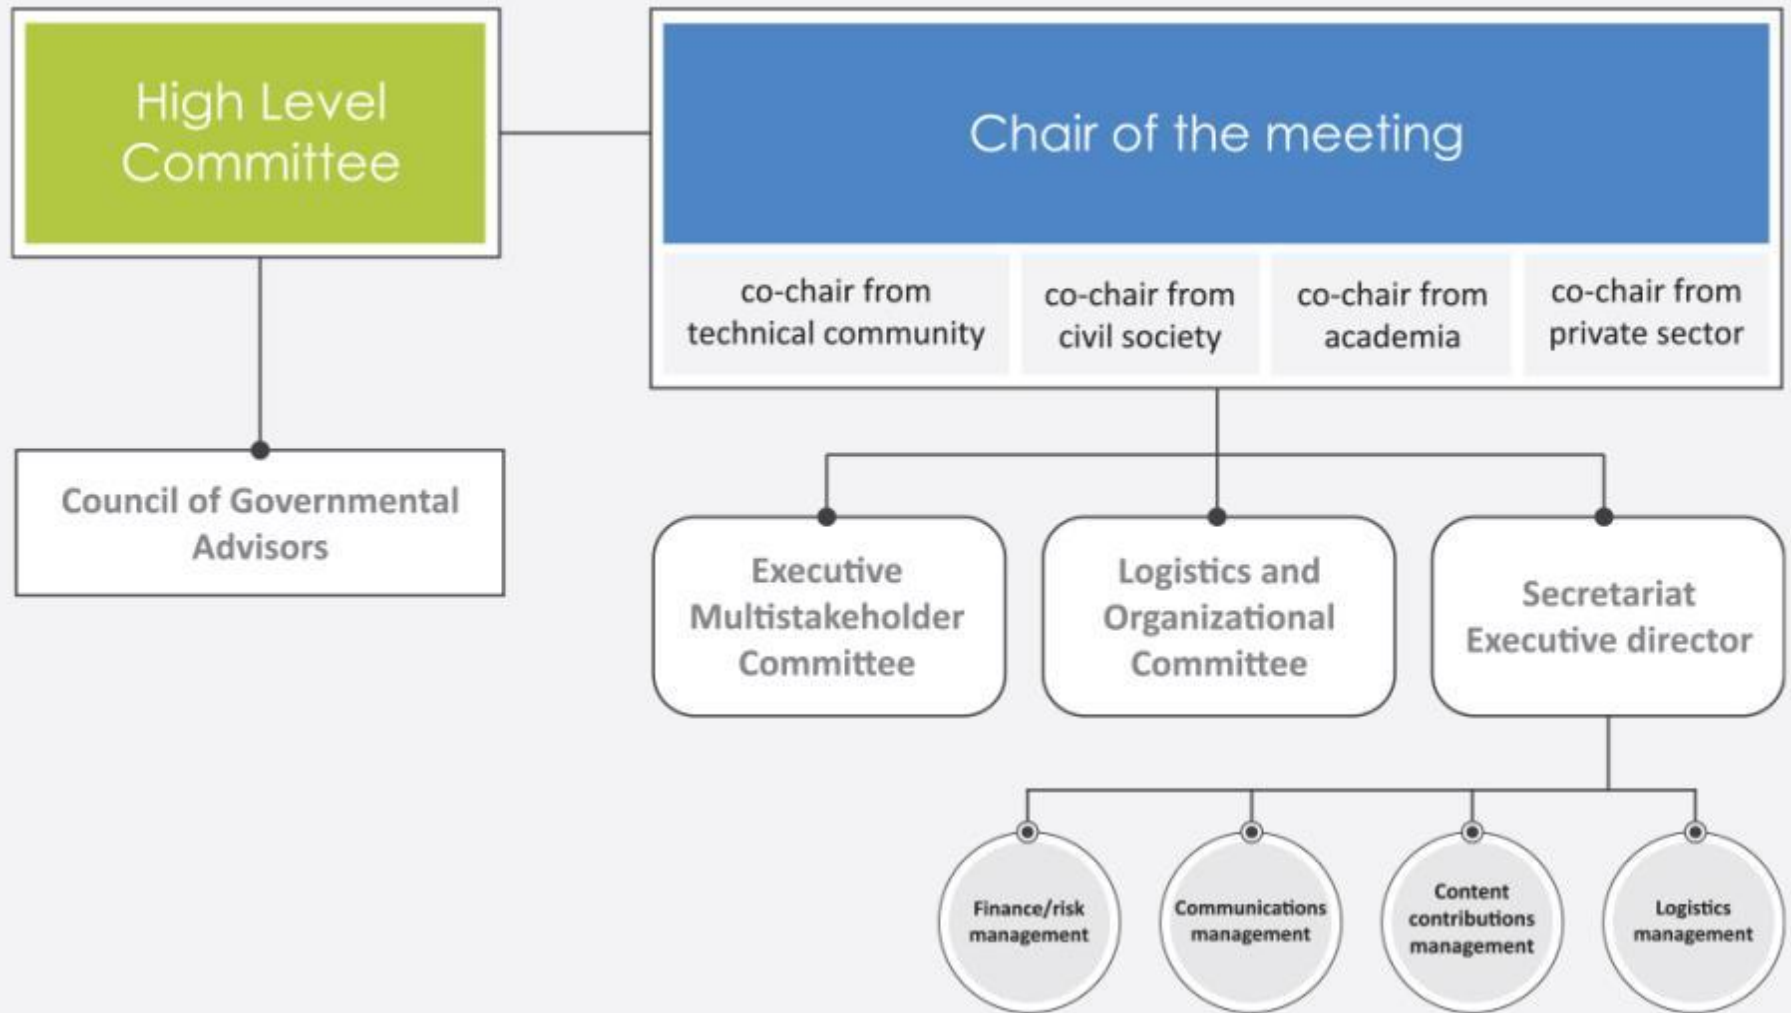 High Level
Committee
Chair of the meeting
co-chair from
technical community
co-chair from
civil society
co-chair from
academia
co-chair from
private sector
Council of Governmental
Advisors
Executive
Multistakeholder
Committee
Logistics and
Organizational
Committee
Secretariat
Executive director
Finance/risk
management
Communications
management
Content
contributions
management
Logistics
management